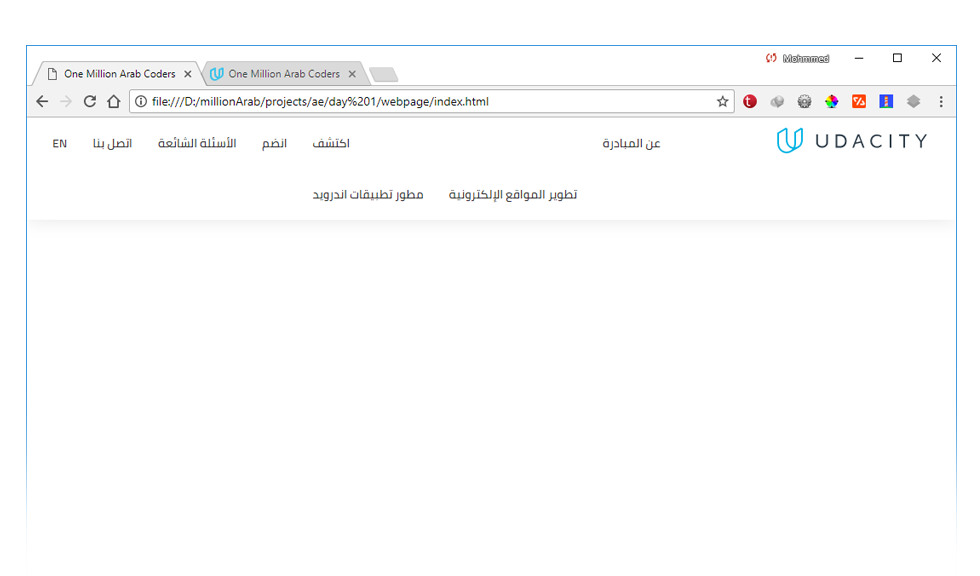 Mohmmed
One Million Arab Coders
One Million Arab Coders
file:///D:/millionArab/projects/ae/day%201/webpage/index.html
UDACITY
عن المبادرة
اكتشف
انضم
الأسئلة الشائعة
اتصل بنا
EN
تطوير المواقع الإلكترونية
مطور تطبيقات اندرويد